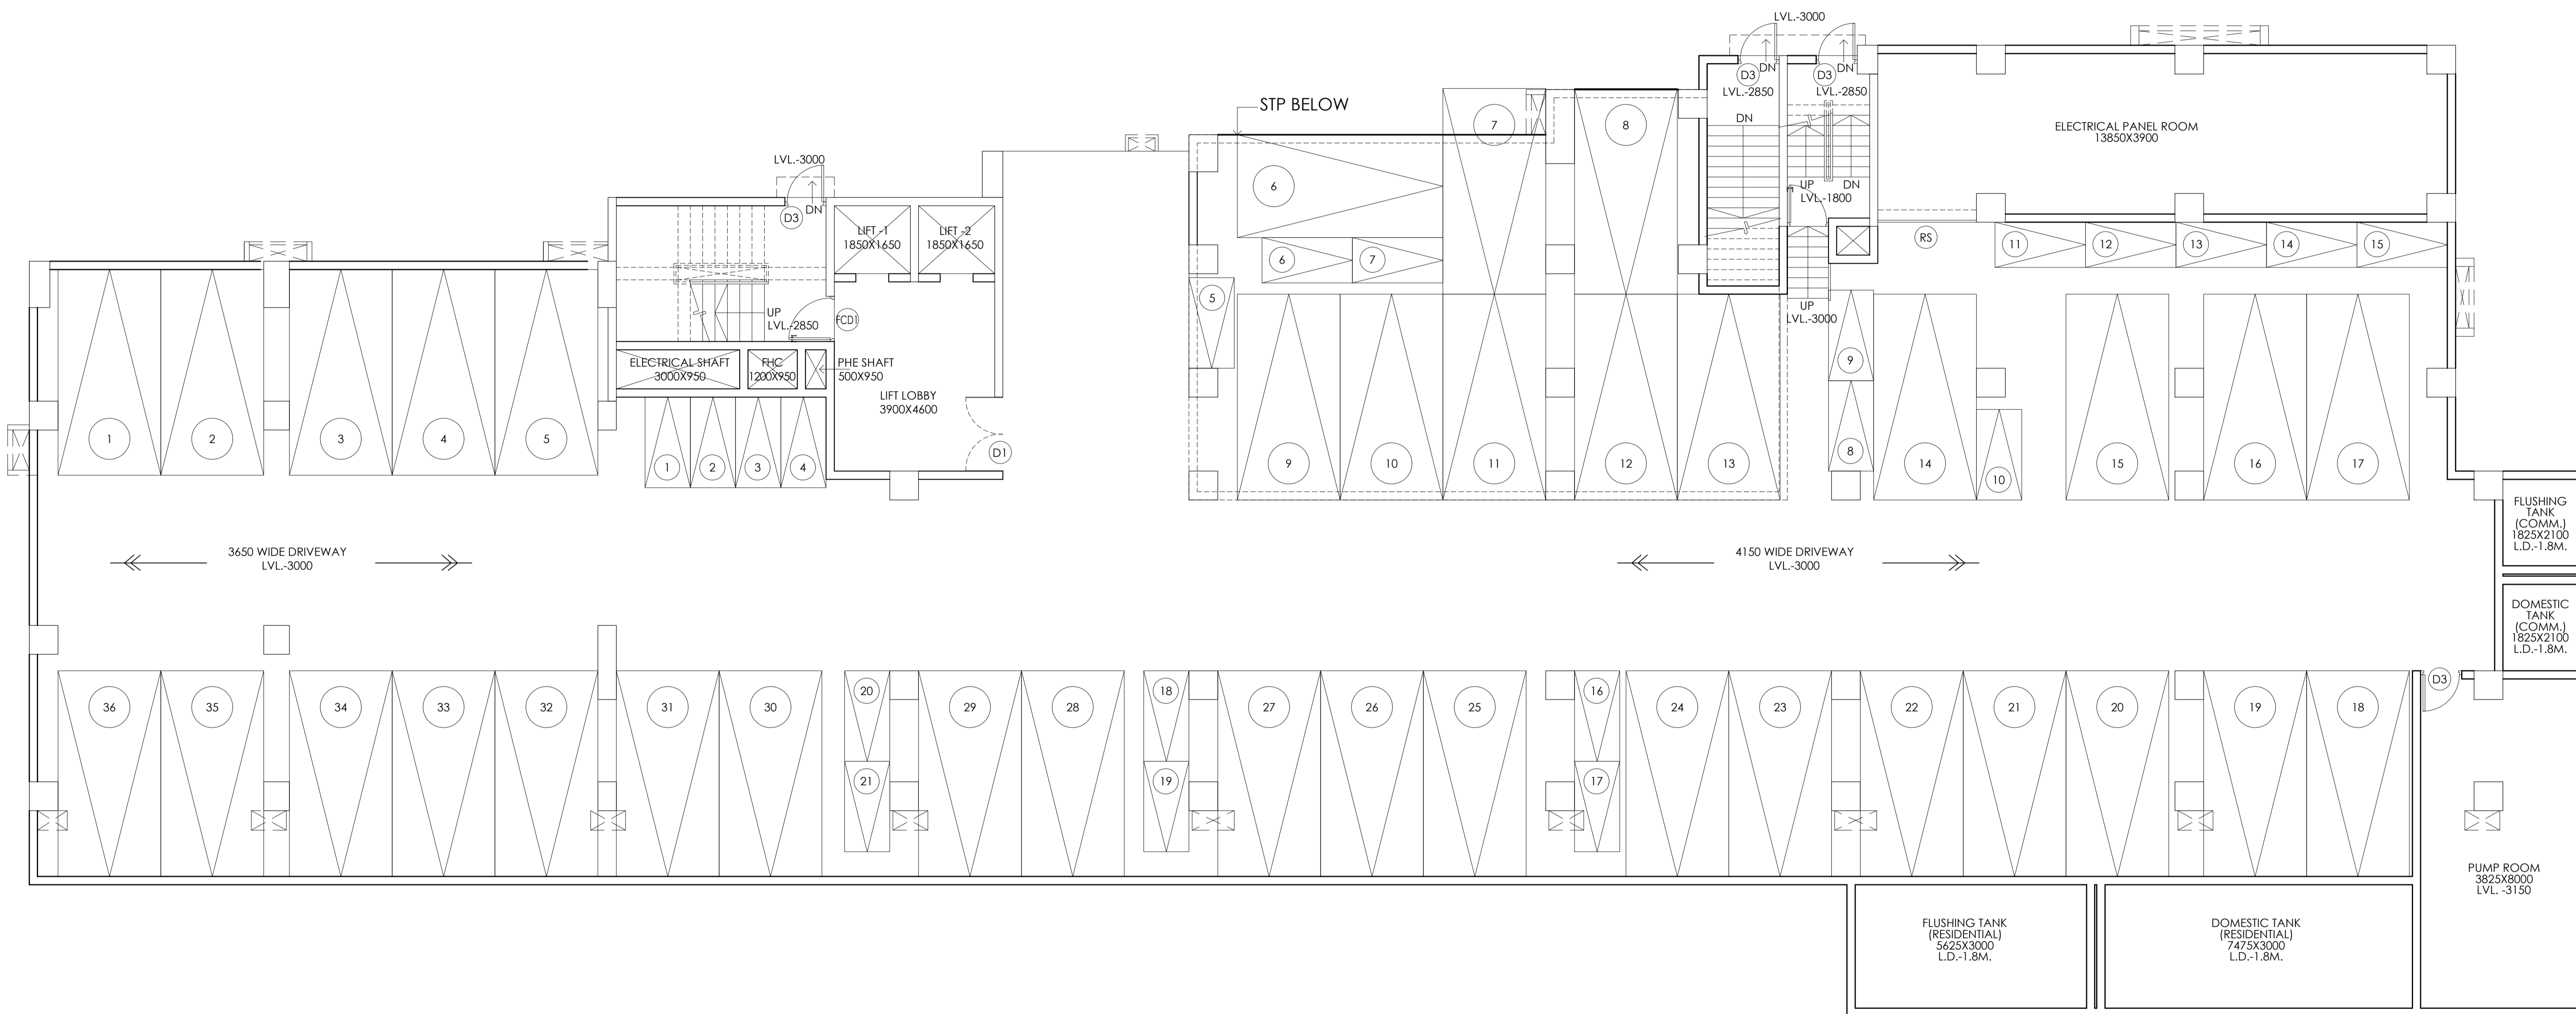 LVL.-3000
D3
DN
D3
DN
LVL.-2850
LVL.-2850
STP BELOW
7
8
DN
ELECTRICAL PANEL ROOM
13850X3900
LVL.-3000
D3
DN
6
UP
DN
LVL.-1800
LIFT -1
1850X1650
LIFT -2
1850X1650
6
7
RS
11
12
13
14
15
5
UP
LVL.-2850
FCD1
UP
LVL.-3000
ELECTRICAL SHAFT
3000X950
FHC
1200X950
PHE SHAFT
500X950
9
LIFT LOBBY
3900X4600
1
2
3
4
5
1
2
3
4
D1
9
10
11
12
13
8
14
10
15
16
17
3650 WIDE DRIVEWAY
LVL.-3000
4150 WIDE DRIVEWAY
LVL.-3000
FLUSHING
TANK
(COMM.)
1825X2100
L.D.-1.8M.
DOMESTIC
TANK
(COMM.)
1825X2100
L.D.-1.8M.
D3
36
35
34
33
32
31
30
20
29
28
18
27
26
25
16
24
23
22
21
20
19
18
21
19
17
PUMP ROOM
3825X8000
LVL. -3150
FLUSHING TANK
(RESIDENTIAL)
5625X3000
L.D.-1.8M.
DOMESTIC TANK
(RESIDENTIAL)
7475X3000
L.D.-1.8M.